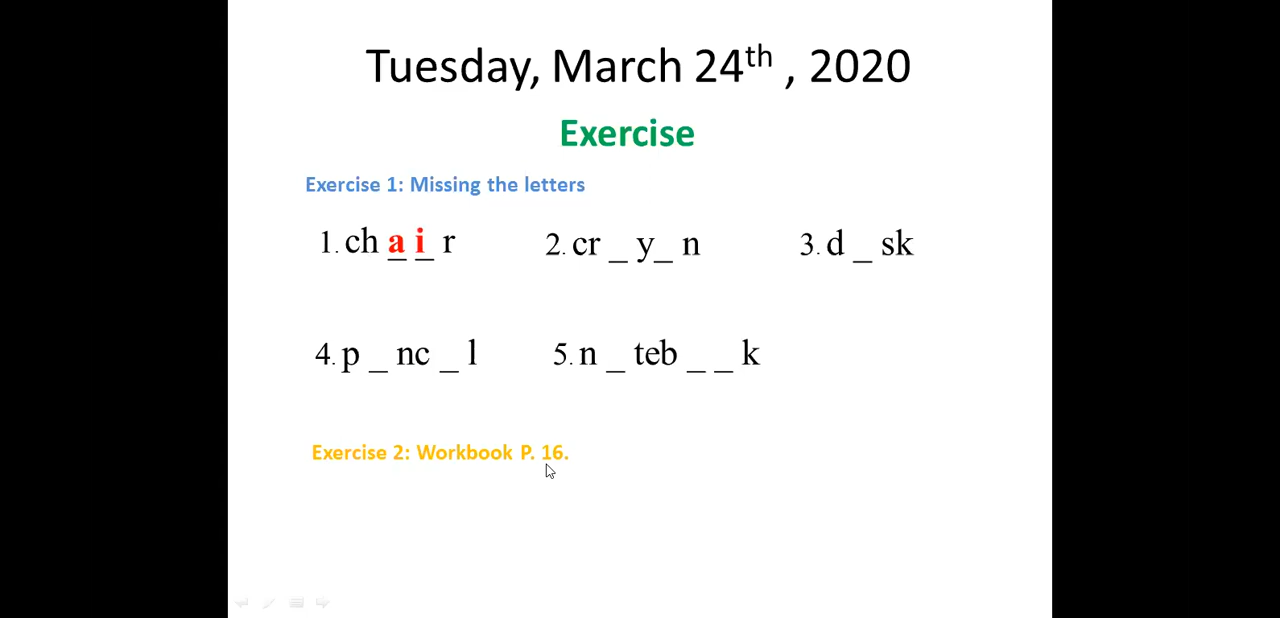 Tuesday, March 24th , 2020
Exercise
Exercise 1: Missing the letters
1. ch a i r 2. cr _ y _ n 3. d _ sk
4. p _ nc _ l 5. n _ teb _ _ k
Exercise 2: Workbook P. 16.